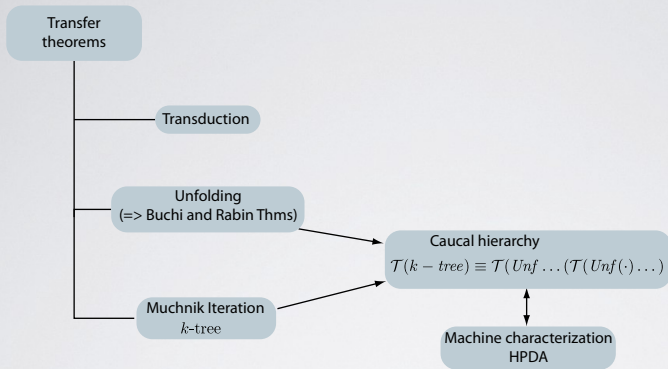 Transfer
theorems
Transduction
Unfolding
(=> Buchi and Rabin Thms)
Caucal hierarchy
𝒯(k − tree) ≡ 𝒯(Unf … (𝒯(Unf(·) … )
Muchnik Iteration
k-tree
Machine characterization
HPDA